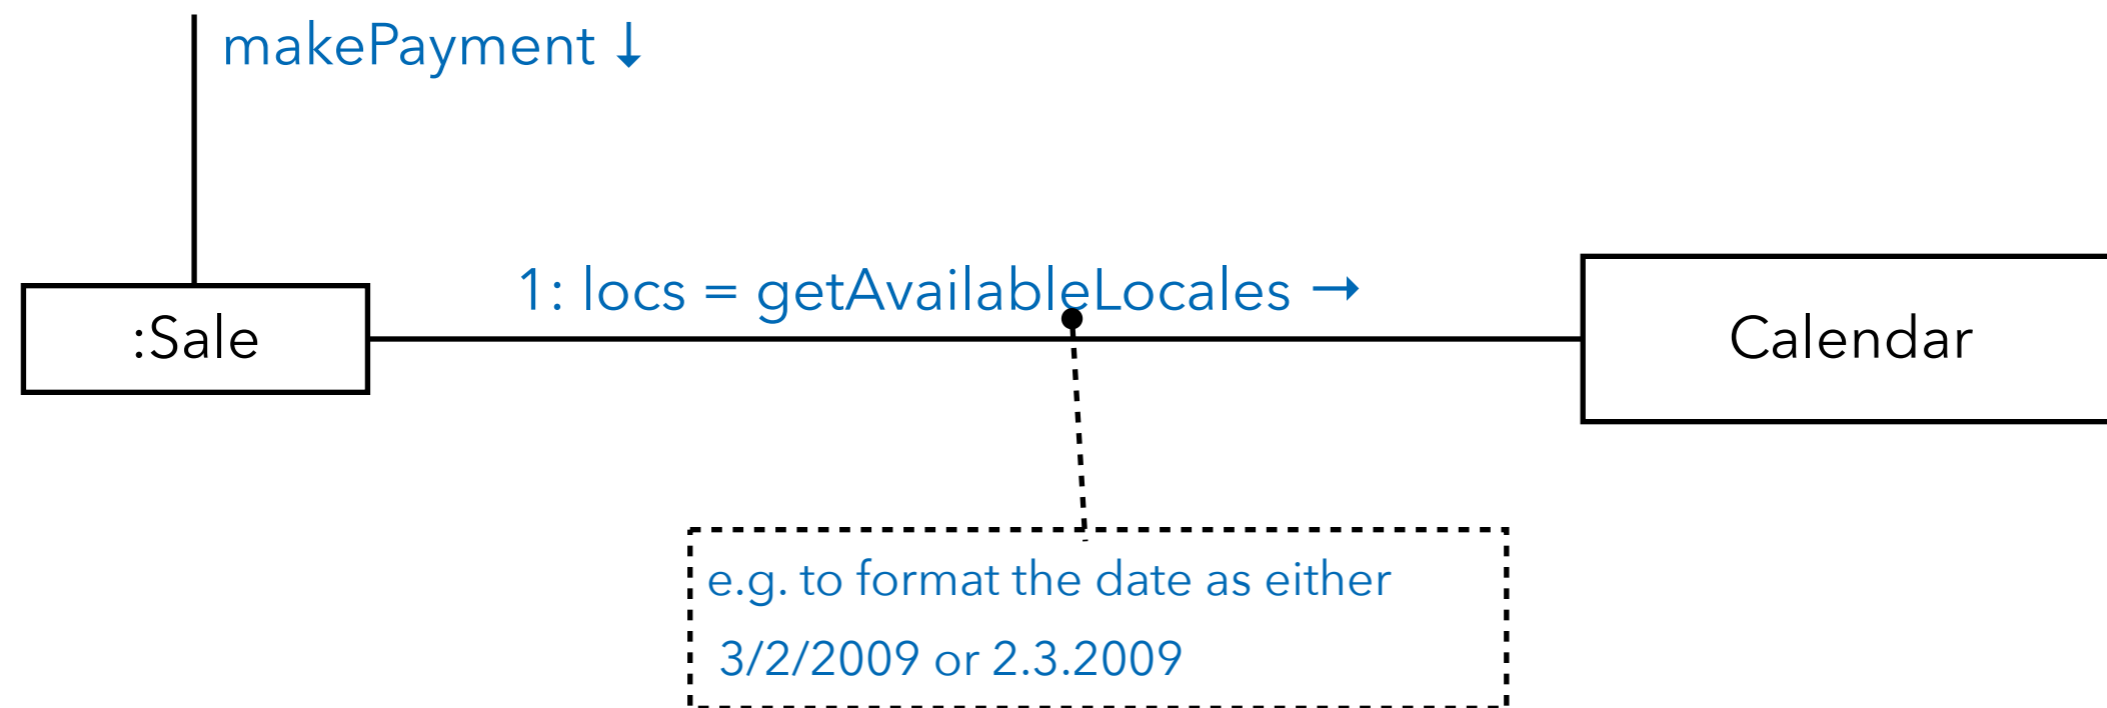 makePayment ↓
1: locs = getAvailableLocales →
:Sale
Calendar
e.g. to format the date as either
3/2/2009 or 2.3.2009